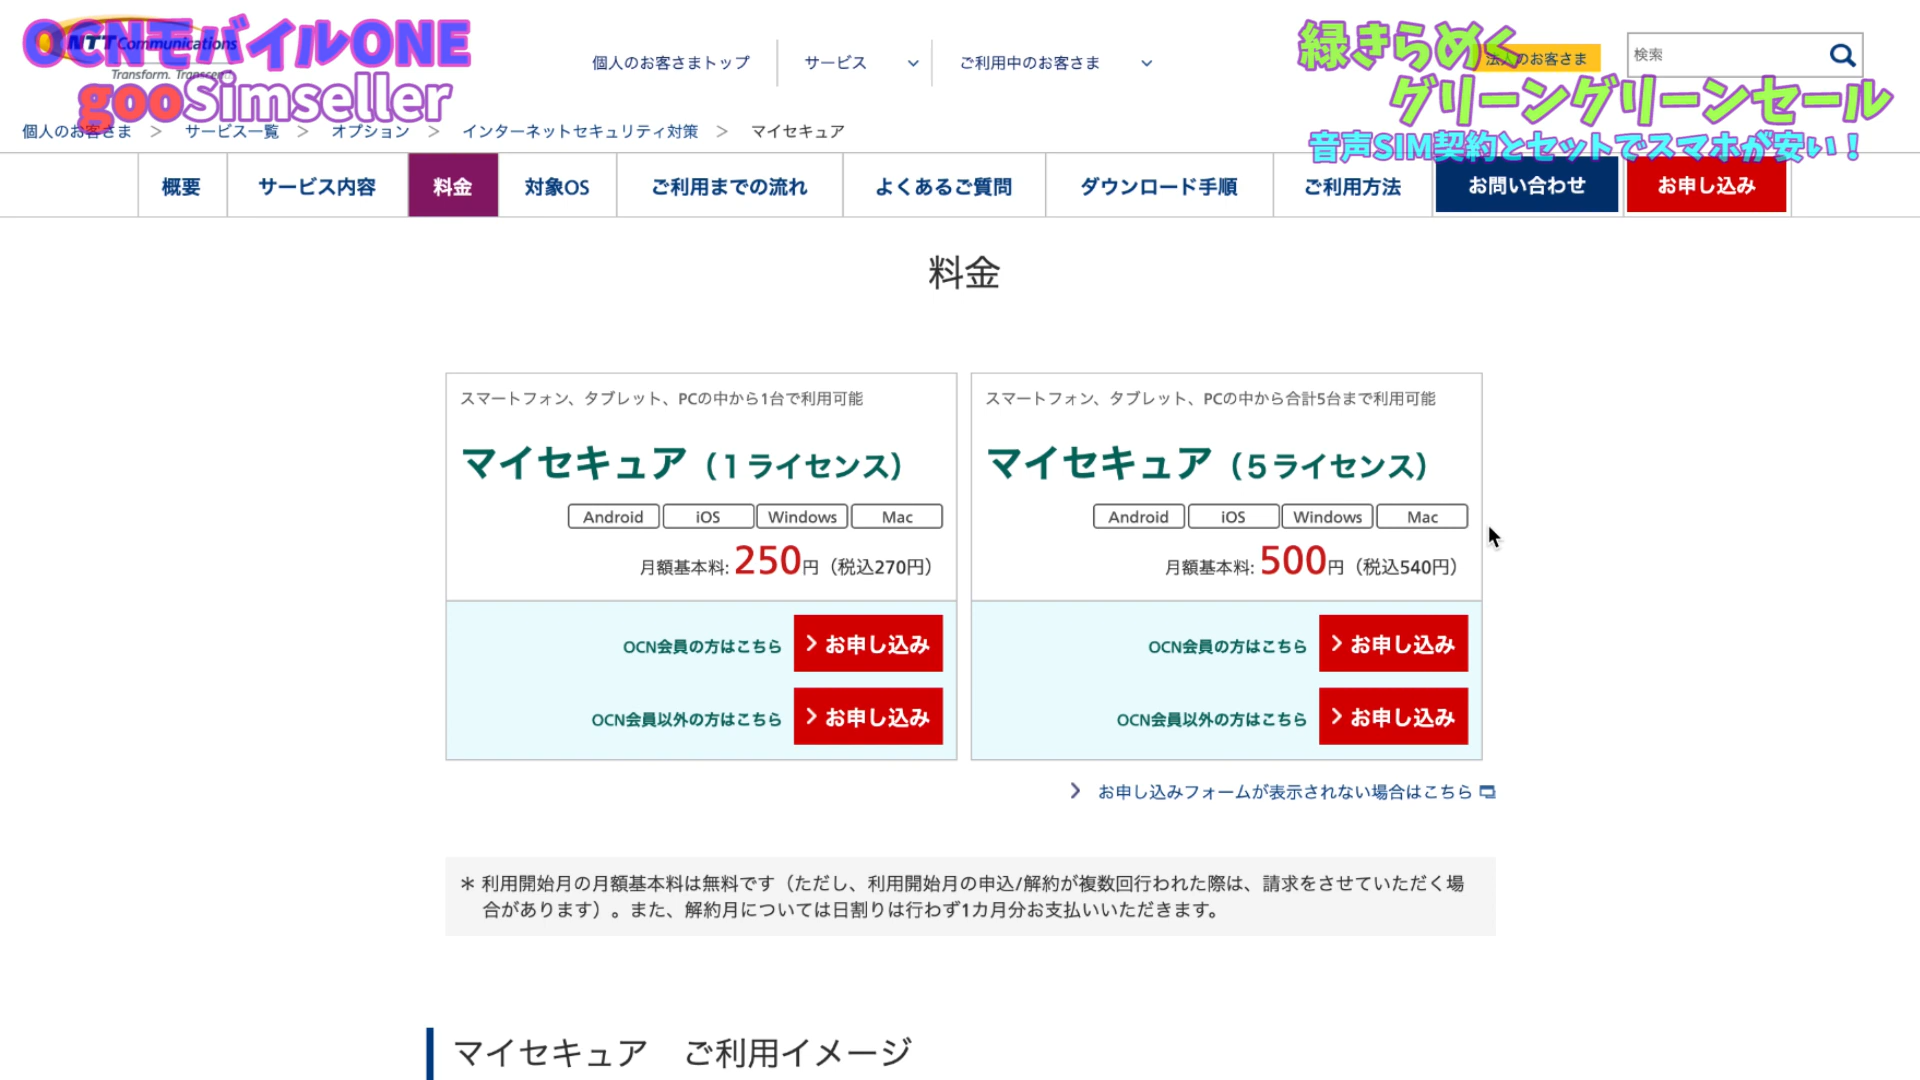 OCNモバイルONE
gooSimseller
NTT Communications
Transform. Transcend.
個人のお客さまトップ
サービス
ご利用中のお客さま
緑きらめく
グリーングリーンセール
音声SIM契約とセットでスマホが安い！
法人のお客さま
検索
個人のお客さま > サービス一覧 > オプション > インターネットセキュリティ対策 > マイセキュア
概要
サービス内容
料金
対象OS
ご利用までの流れ
よくあるご質問
ダウンロード手順
ご利用方法
お問い合わせ
お申し込み
料金
スマートフォン、タブレット、PCの中から1台で利用可能
マイセキュア（1ライセンス）
Android
iOS
Windows
Mac
月額基本料: 250円（税込270円）
OCN会員の方はこちら
お申し込み
OCN会員以外の方はこちら
お申し込み
スマートフォン、タブレット、PCの中から合計5台まで利用可能
マイセキュア（5ライセンス）
Android
iOS
Windows
Mac
月額基本料: 500円（税込540円）
OCN会員の方はこちら
お申し込み
OCN会員以外の方はこちら
お申し込み
お申し込みフォームが表示されない場合はこちら
＊ 利用開始月の月額基本料は無料です（ただし、利用開始月の申込/解約が複数回行われた際は、請求をさせていただく場
合があります）。また、解約月については日割りは行わず1カ月分お支払いいただきます。
マイセキュア　ご利用イメージ